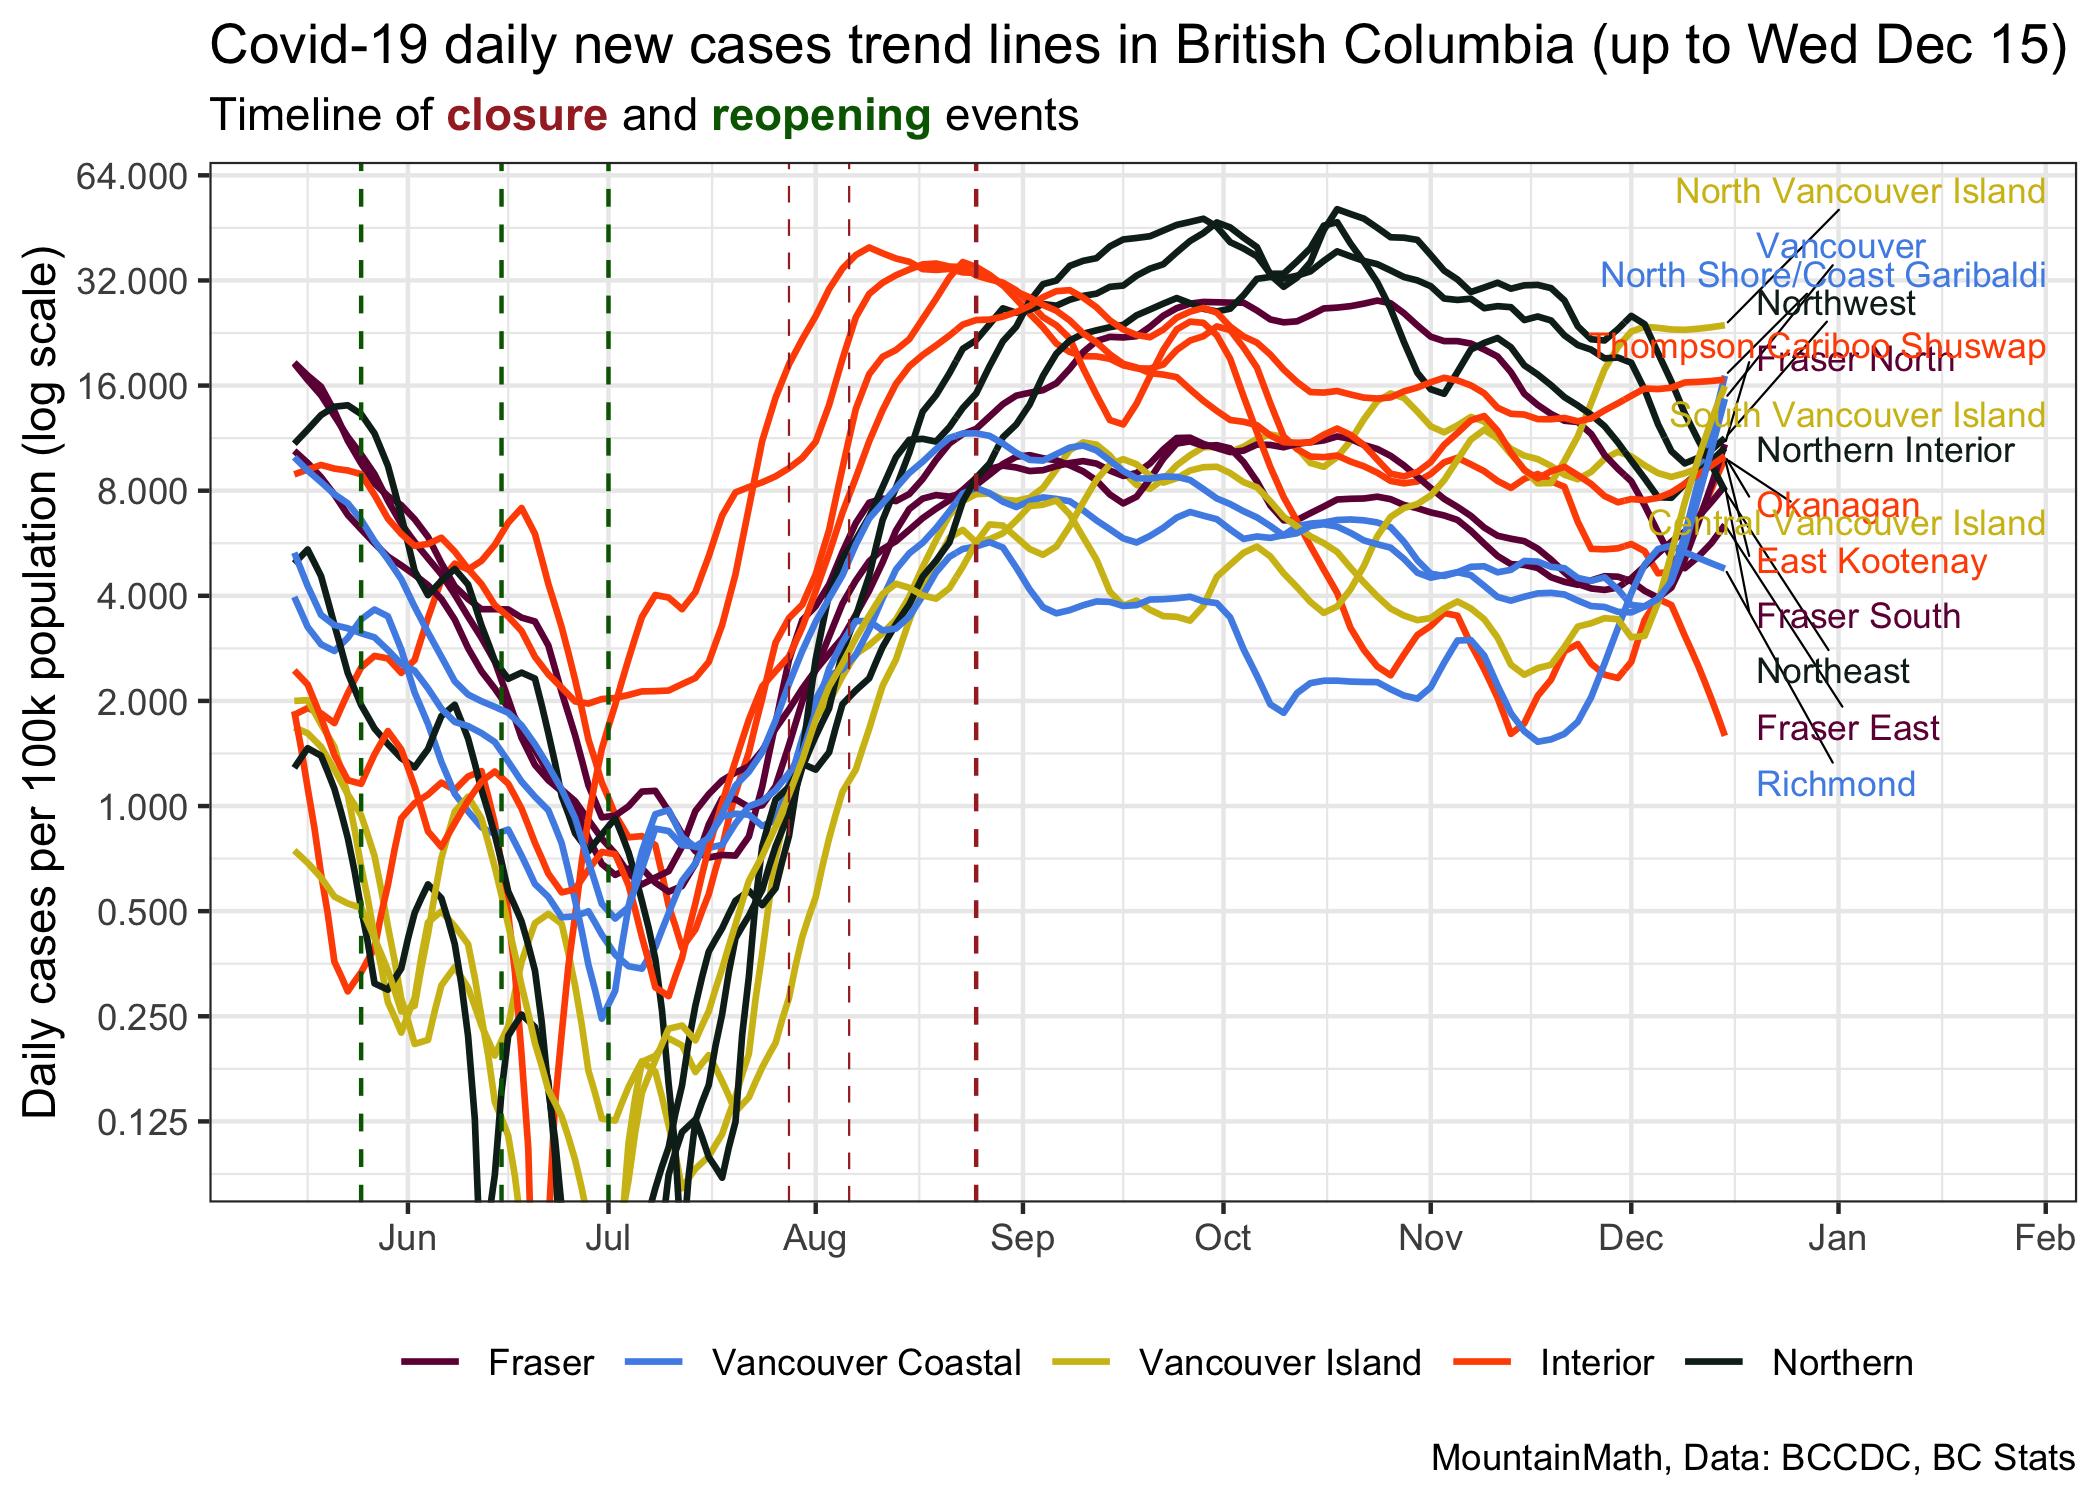 Covid-19 daily new cases trend lines in British Columbia (up to Wed Dec 15)
Timeline of closure and reopening events
Daily cases per 100k population (log scale)
64.000
32.000
16.000
8.000
4.000
2.000
1.000
0.500
0.250
0.125
North Vancouver Island
Vancouver
North Shore/Coast Garibaldi
Northwest
Thompson Cariboo Shuswap
Fraser North
South Vancouver Island
Northern Interior
Okanagan
Central Vancouver Island
East Kootenay
Fraser South
Northeast
Fraser East
Richmond
Jun Jul Aug Sep Oct Nov Dec Jan Feb
Fraser Vancouver Coastal Vancouver Island Interior Northern
MountainMath, Data: BCCDC, BC Stats